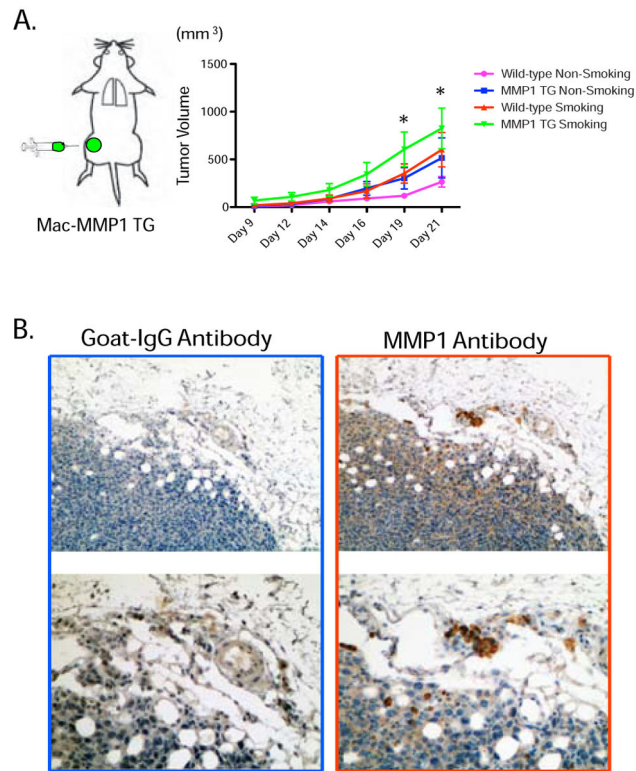 A.
(mm3)
1500
1000
500
0
Tumor Volume
* *
Day 9 Day 12 Day 14 Day 16 Day 19 Day 21
Wild-type Non-Smoking
MMP1 TG Non-Smoking
Wild-type Smoking
MMP1 TG Smoking
Mac-MMP1 TG
B.
Goat-IgG Antibody
MMP1 Antibody